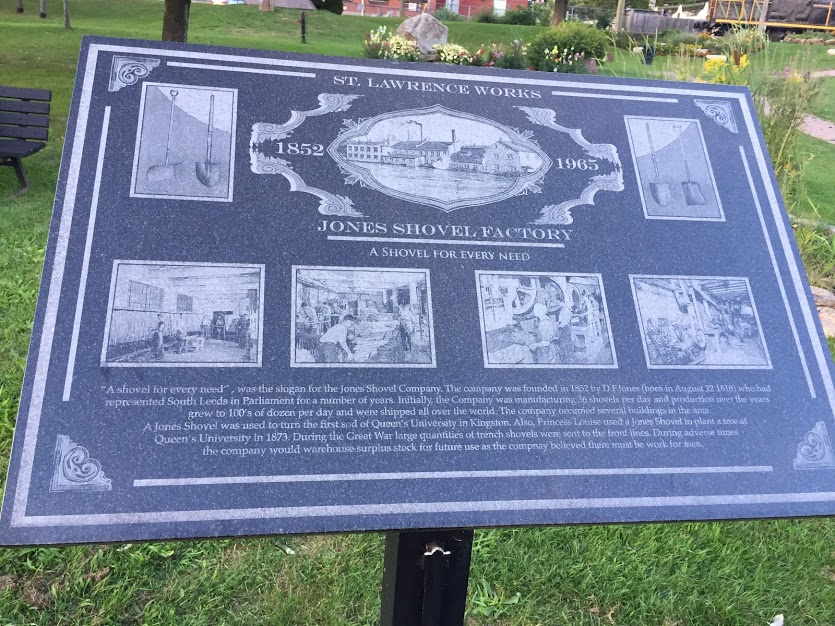 ST. LAWRENCE WORKS
1852 1965
JONES SHOVEL FACTORY
A SHOVEL FOR EVERY NEED
"A shovel for every need", was the slogan for the Jones Shovel Company. The company was founded in 1852 by D.F.Jones (born in August 22 1818) who had
represented South Leeds in Parliament for a number of years. Initially, the Company was manufacturing 36 shovels per day and production over the years
grew to 100's of dozen per day and were shipped all over the world. The company occupied several buildings in the area.
A Jones Shovel was used to turn the first sod of Queen's University in Kingston. Also, Princess Louise used a Jones Shovel to plant a tree at
Queen's University in 1873. During the Great War large quantities of trench shovels were sent to the front lines. During adverse times
the company would warehouse surplus stock for future use as the compnay believed there must be work for men.